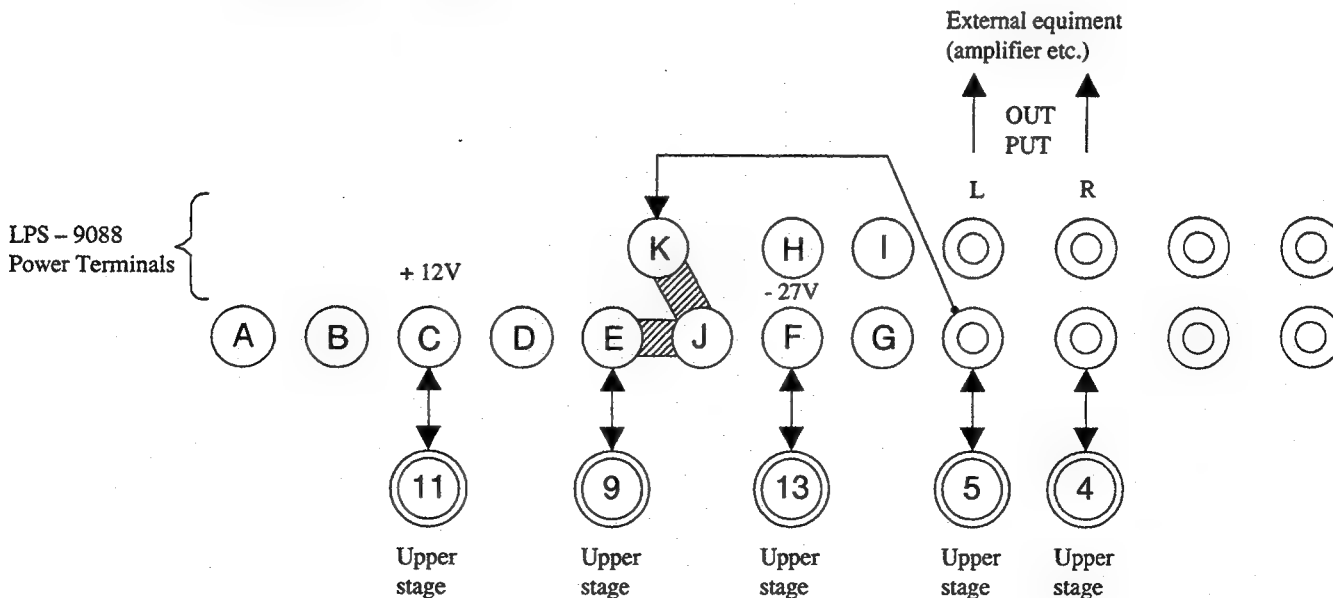 External equiment
(amplifier etc.)
OUT
PUT
L R
LPS – 9088
Power Terminals
K H I
+ 12V
- 27V
A B C D E J F G
11 9 13 5 4
Upper Upper Upper Upper Upper
stage stage stage stage stage